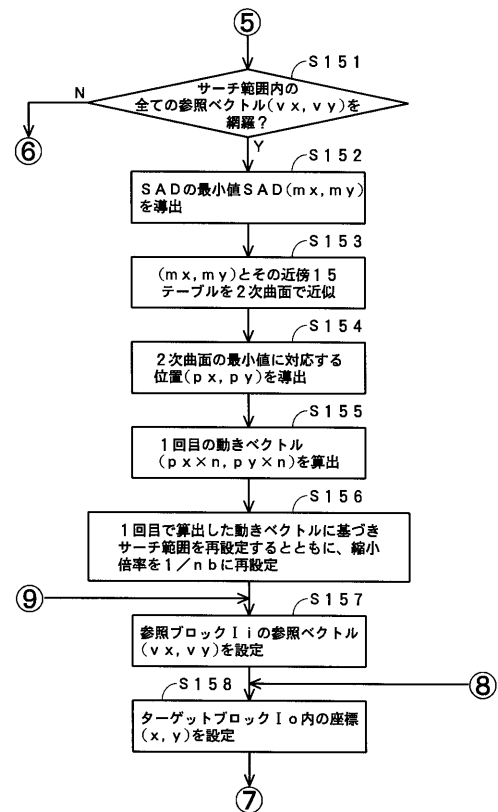 ⑤
S151
サーチ範囲内の
全ての参照ベクトル(vx,vy)を
網羅?
N
⑥
Y
S152
SADの最小値SAD(mx,my)
を導出
S153
(mx,my)とその近傍15
テーブルを2次曲面で近似
S154
2次曲面の最小値に対応する
位置(px,py)を導出
S155
1回目の動きベクトル
(px×n,py×n)を算出
S156
1回目で算出した動きベクトルに基づき
サーチ範囲を再設定するとともに、縮小
倍率を1/nbに再設定
⑨
S157
参照ブロックIiの参照ベクトル
(vx,vy)を設定
⑧
S158
ターゲットブロックIo内の座標
(x,y)を設定
⑦